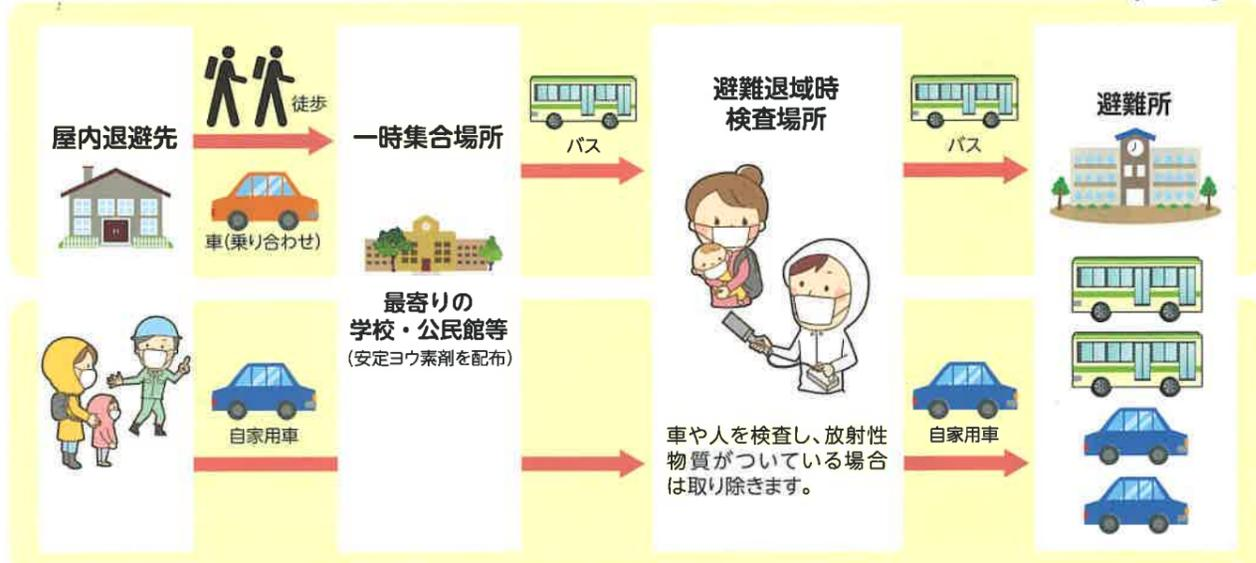 屋内退避先
徒歩
車(乗り合わせ)
一時集合場所
最寄りの
学校・公民館等
(安定ヨウ素剤を配布)
バス
避難退域時
検査場所
バス
避難所
自家用車
車や人を検査し、放射性
物質がついている場合
は取り除きます。
自家用車